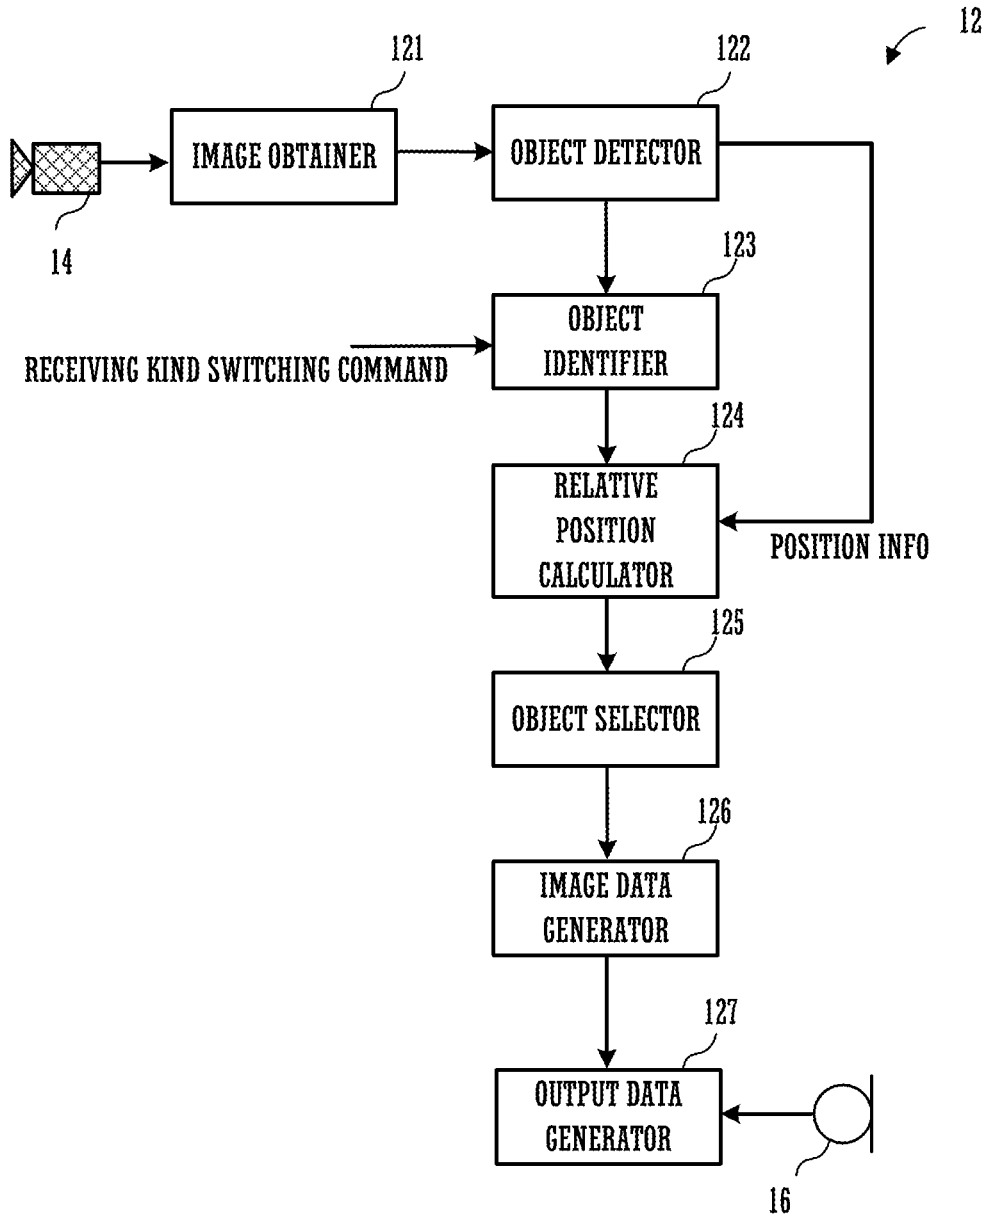 12
121
122
IMAGE OBTAINER
OBJECT DETECTOR
14
123
OBJECT
IDENTIFIER
RECEIVING KIND SWITCHING COMMAND
124
RELATIVE
POSITION
CALCULATOR
POSITION INFO
125
OBJECT SELECTOR
126
IMAGE DATA
GENERATOR
127
OUTPUT DATA
GENERATOR
16